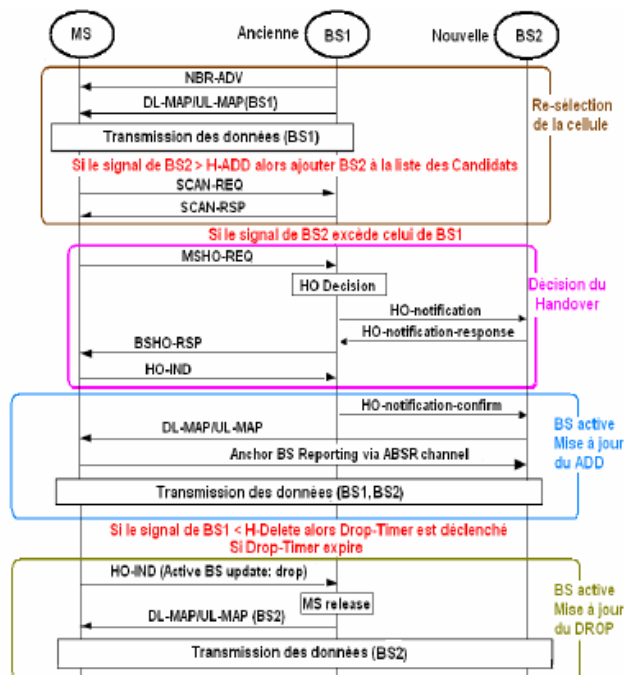 MS
Ancienne
BS1
Nouvelle
BS2
NBR-ADV
DL-MAP/UL-MAP(BS1)
Re-sélection
de la cellule
Transmission des données (BS1)
Si le signal de BS2 > H-ADD alors ajouter BS2 à la liste des Candidats
SCAN-REQ
SCAN-RSP
Si le signal de BS2 excède celui de BS1
MSHO-REQ
HO Decision
Décision du
Handover
HO-notification
HO-notification-response
BSHO-RSP
HO-IND
HO-notification-confirm
DL-MAP/UL-MAP
BS active
Mise à jour
du ADD
Anchor BS Reporting via ABSR channel
Transmission des données (BS1, BS2)
Si le signal de BS1 < H-Delete alors Drop-Timer est déclenché
Si Drop-Timer expire
HO-IND (Active BS update: drop)
MS release
BS active
Mise à jour
du DROP
DL-MAP/UL-MAP (BS2)
Transmission des données (BS2)